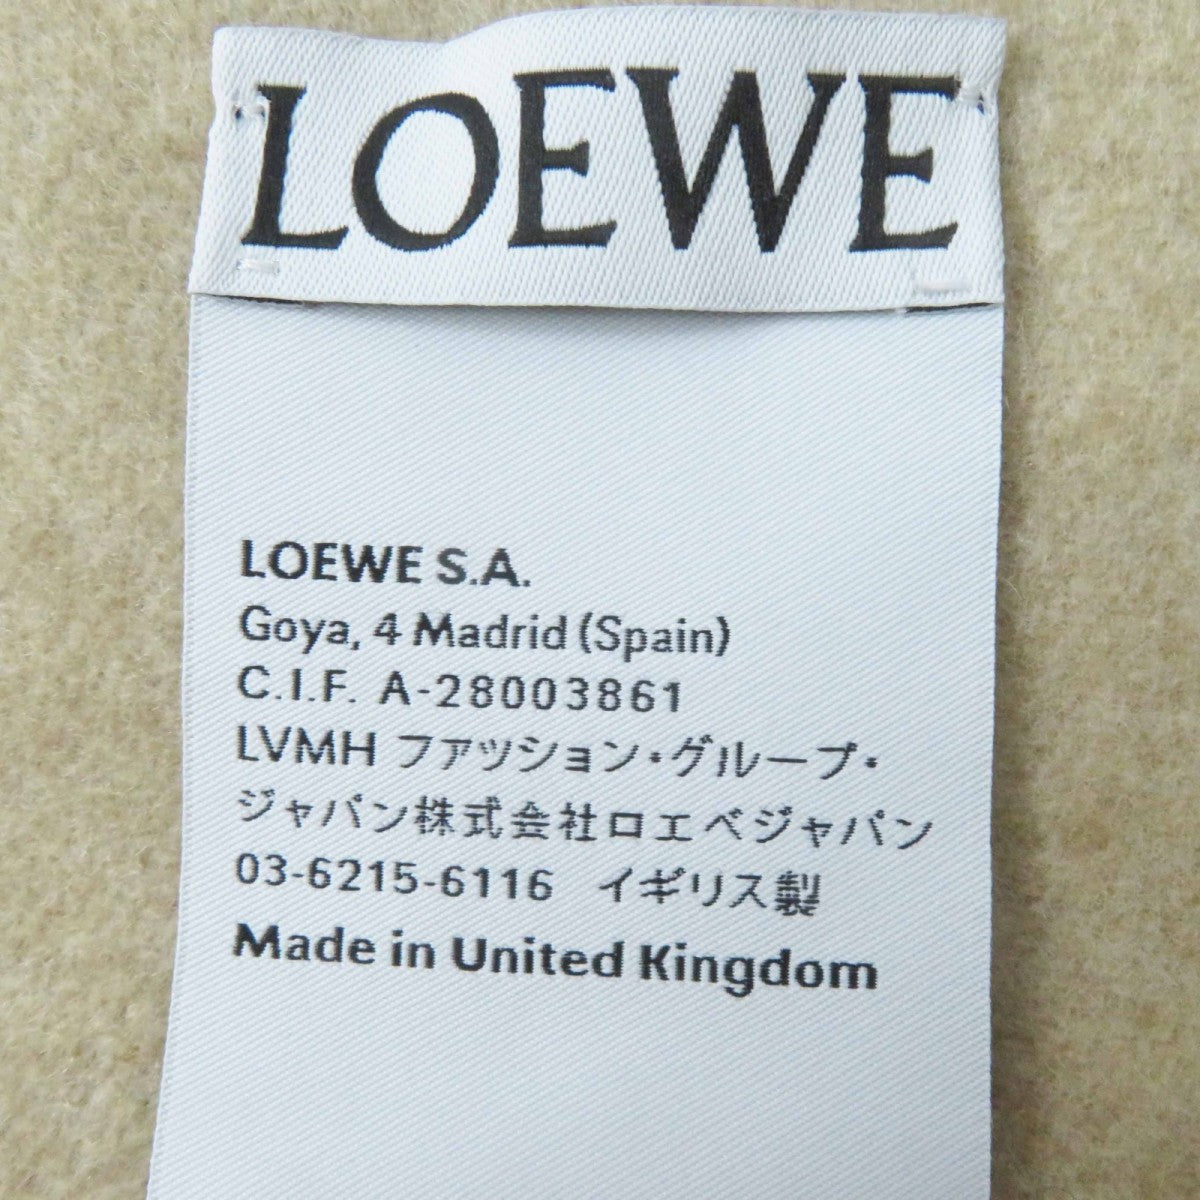 LOEWE
LOEWE S.A.
Goya, 4 Madrid (Spain)
C.I.F. A-28003861
LVMH ファッション・グループ・
ジャパン株式会社ロエベジャパン
03-6215-6116 イギリス製
Made in United Kingdom